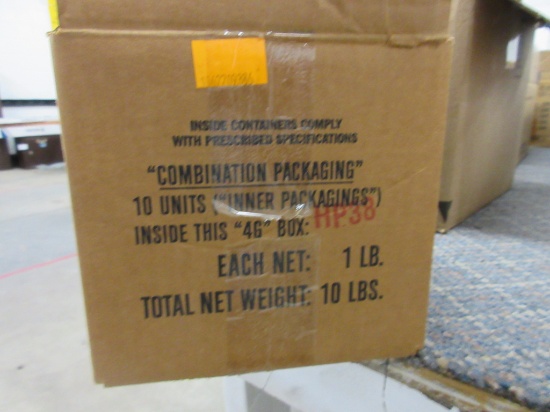 INSIDE CONTAINERS COMPLY
WITH PRESCRIBED SPECIFICATIONS
"COMBINATION PACKAGING"
10 UNITS ("INNER PACKAGINGS")
INSIDE THIS "4G" BOX:
HP38
EACH NET: 1 LB.
TOTAL NET WEIGHT: 10 LBS.